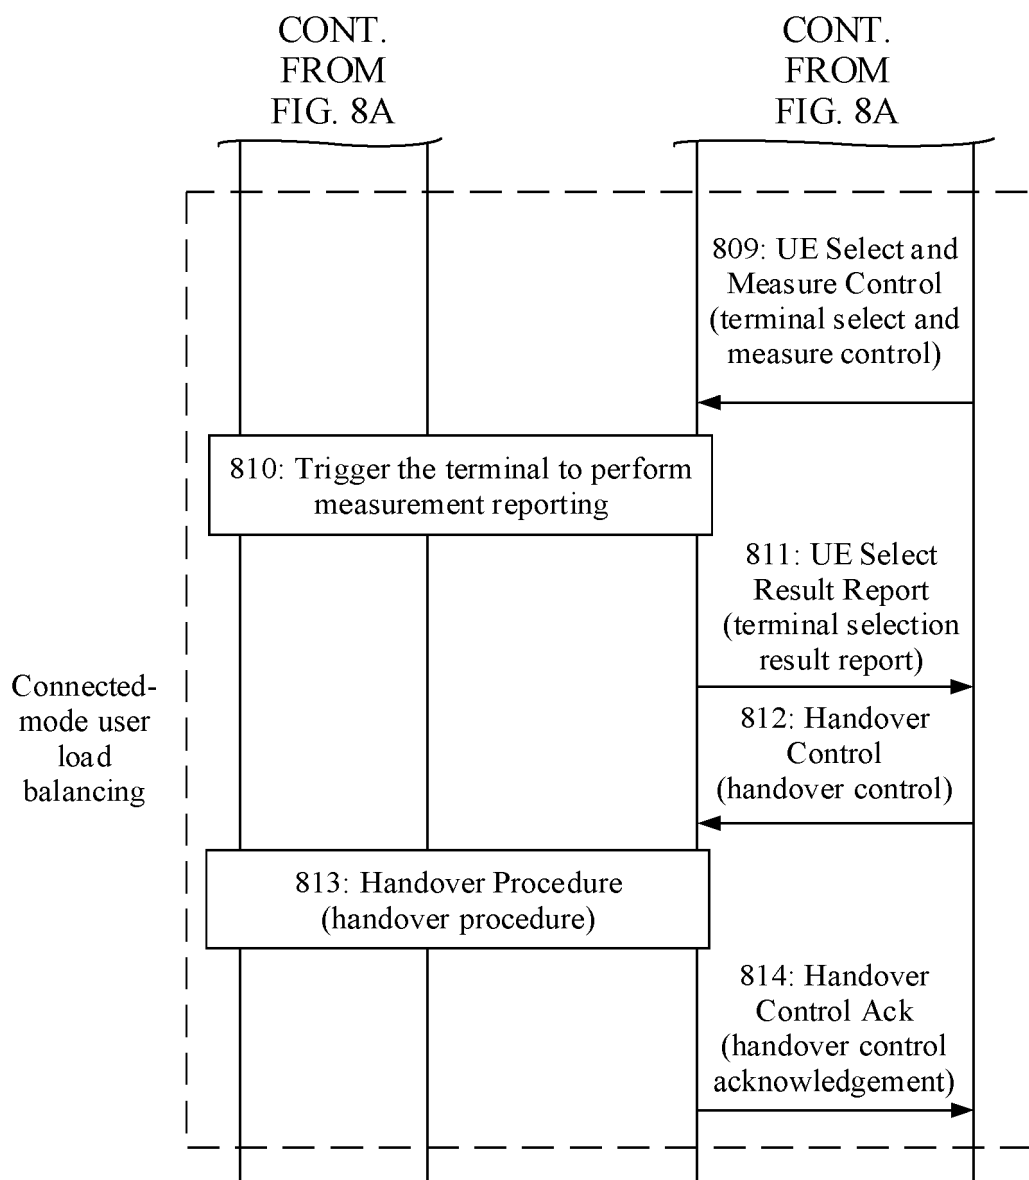 CONT.
FROM
FIG. 8A
CONT.
FROM
FIG. 8A
809: UE Select and
Measure Control
(terminal select and
measure control)
810: Trigger the terminal to perform
measurement reporting
811: UE Select
Result Report
(terminal selection
result report)
Connected-
mode user
load
balancing
812: Handover
Control
(handover control)
813: Handover Procedure
(handover procedure)
814: Handover
Control Ack
(handover control
acknowledgement)